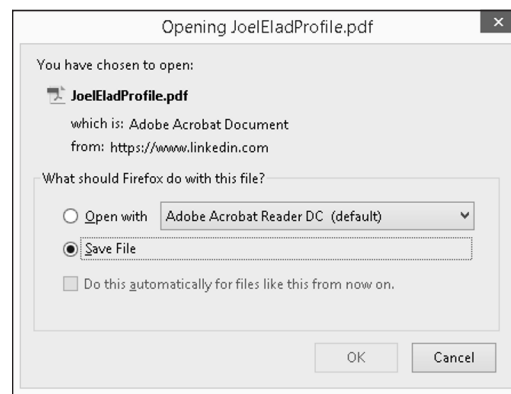 Opening JoelEladProfile.pdf
You have chosen to open:
JoelEladProfile.pdf
which is: Adobe Acrobat Document
from: https://www.linkedin.com
What should Firefox do with this file?
Open with Adobe Acrobat Reader DC (default)
Save File
Do this automatically for files like this from now on.
OK Cancel